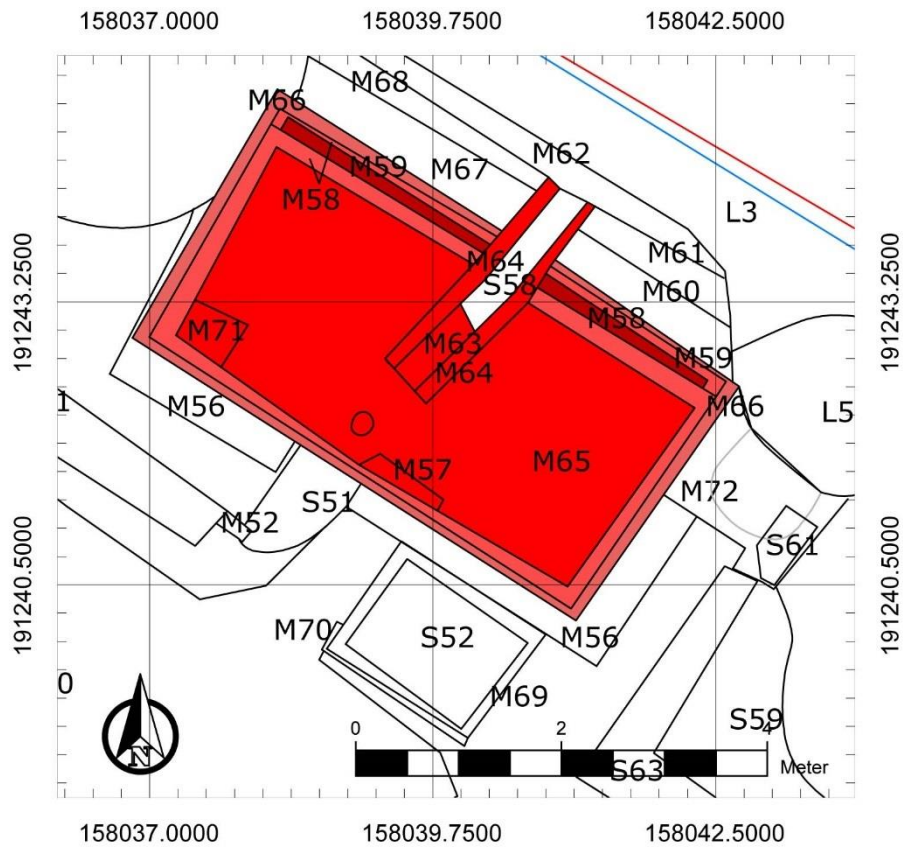 158037.0000 158039.7500 158042.5000
M68
M66
M62
M59 M67
M58
L3
M61
M64
S58
M60
191243.2500
191243.2500
M58
M71
M63
M59
M64
M66
M56
L5
1
M57 M65
M72
S51
M52
S61
191240.5000
191240.5000
M70 S52 M56
0
M69
S59
0 2 4
N
Meter
S63
158037.0000 158039.7500 158042.5000